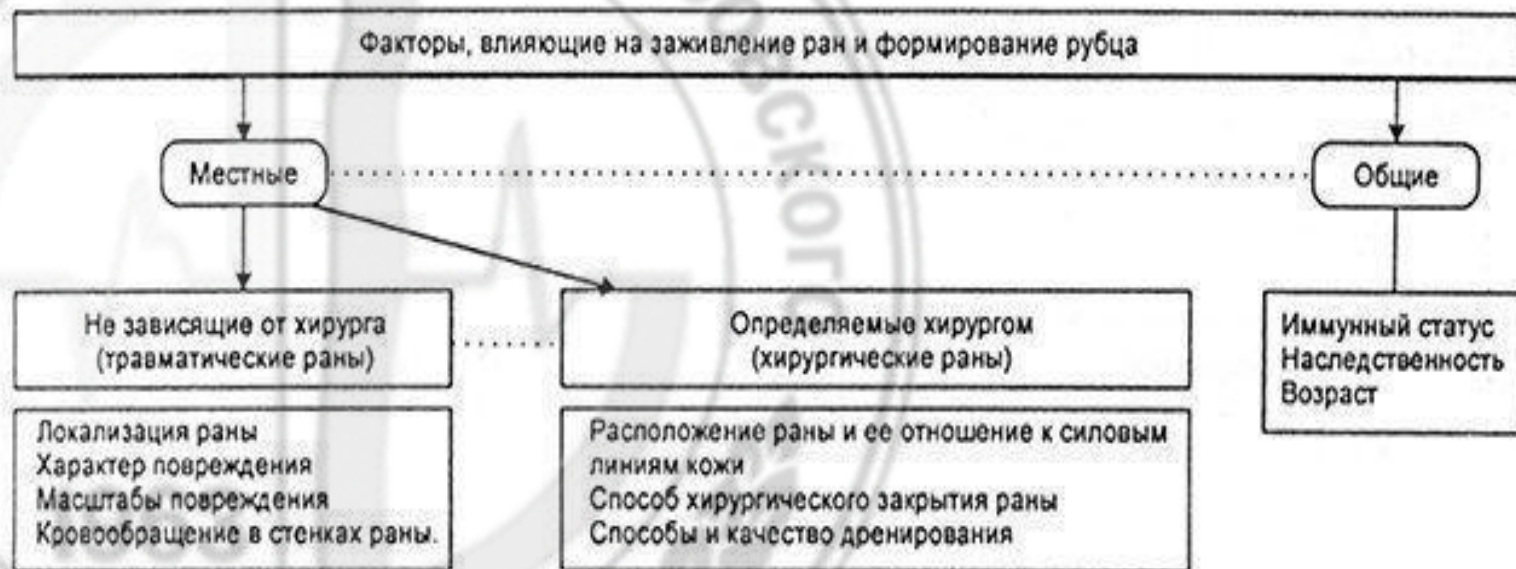 Факторы, влияющие на заживление ран и формирование рубца
Местные
Общие
Не зависящие от хирурга
(травматические раны)
Определяемые хирургом
(хирургические раны)
Иммунный статус
Наследственность
Возраст
Локализация раны
Характер повреждения
Масштабы повреждения
Кровообращение в стенках раны.
Расположение раны и ее отношение к силовым
линиям кожи
Способ хирургического закрытия раны
Способы и качество дренирования